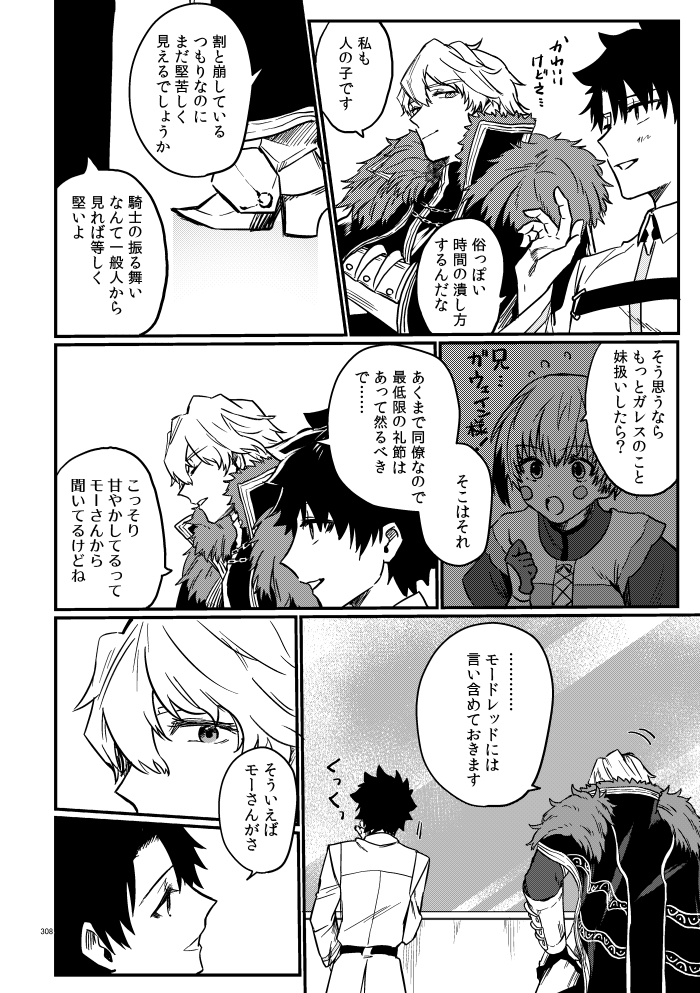 かわいい
けどさ…
俗っぽい
時間の潰し方
するんだな
私も
人の子です
割と崩している
つもりなのに
まだ堅苦しく
見えるでしょうか
騎士の振る舞い
なんて一般人から
見れば等しく
堅いよ
そう思うなら
もっとガレスのこと
妹扱いしたら?
兄…
ガウェイン様!
そこはそれ
あくまで同僚なので
最低限の礼節は
あって然るべき
で……
こっそり
甘やかしてるって
モーさんから
聞いてるけどね
…………
モードレッドには
言い含めておきます
くっくっ
そういえば
モーさんがさ
308